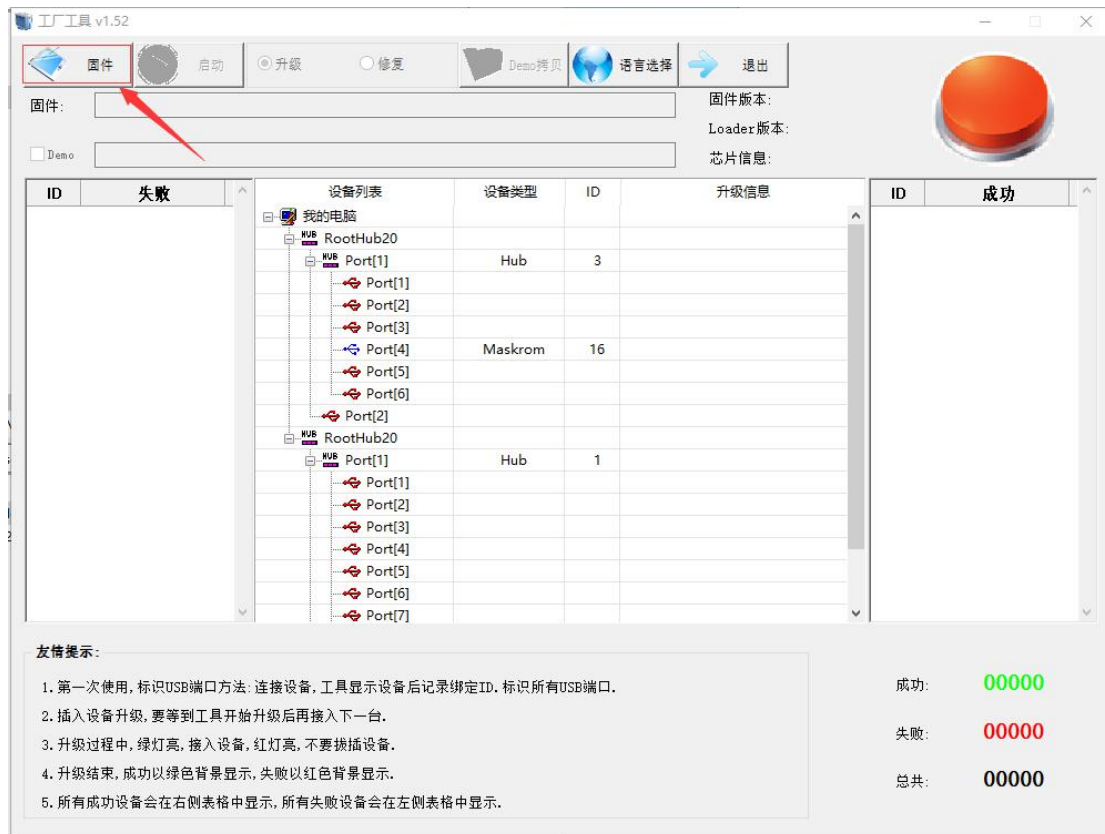 工厂工具 v1.52
固件 启动 升级 修复 Demo拷贝 语言选择 退出
固件: 固件版本:
Loader版本:
Demo 芯片信息:
ID 失败 设备列表 设备类型 ID 升级信息 ID 成功
我的电脑
HUB RootHub20
HUB Port[1] Hub 3
Port[1]
Port[2]
Port[3]
Port[4] Maskrom 16
Port[5]
Port[6]
Port[2]
HUB RootHub20
HUB Port[1] Hub 1
Port[1]
Port[2]
Port[3]
Port[4]
Port[5]
Port[6]
Port[7]
友情提示:
1.第一次使用,标识USB端口方法:连接设备,工具显示设备后记录绑定ID.标识所有USB端口.
2.插入设备升级,要等到工具开始升级后再接入下一台.
3.升级过程中,绿灯亮,接入设备,红灯亮,不要拔插设备.
4.升级结束,成功以绿色背景显示,失败以红色背景显示.
5.所有成功设备会在右侧表格中显示,所有失败设备会在左侧表格中显示.
成功: 00000
失败: 00000
总共: 00000